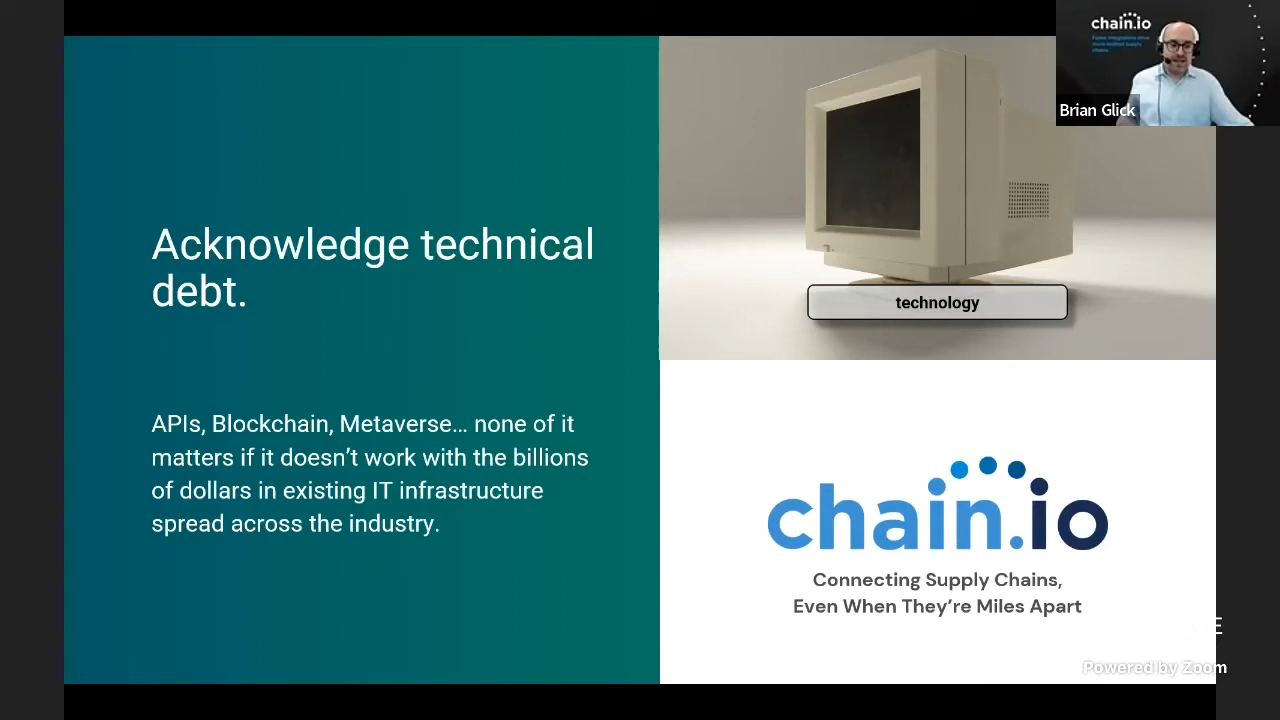 Acknowledge technical
debt.
APIs, Blockchain, Metaverse… none of it
matters if it doesn’t work with the billions
of dollars in existing IT infrastructure
spread across the industry.
technology
chain.io
Connecting Supply Chains,
Even When They’re Miles Apart
chain.io
Brian Glick
E
Powered by Zoom